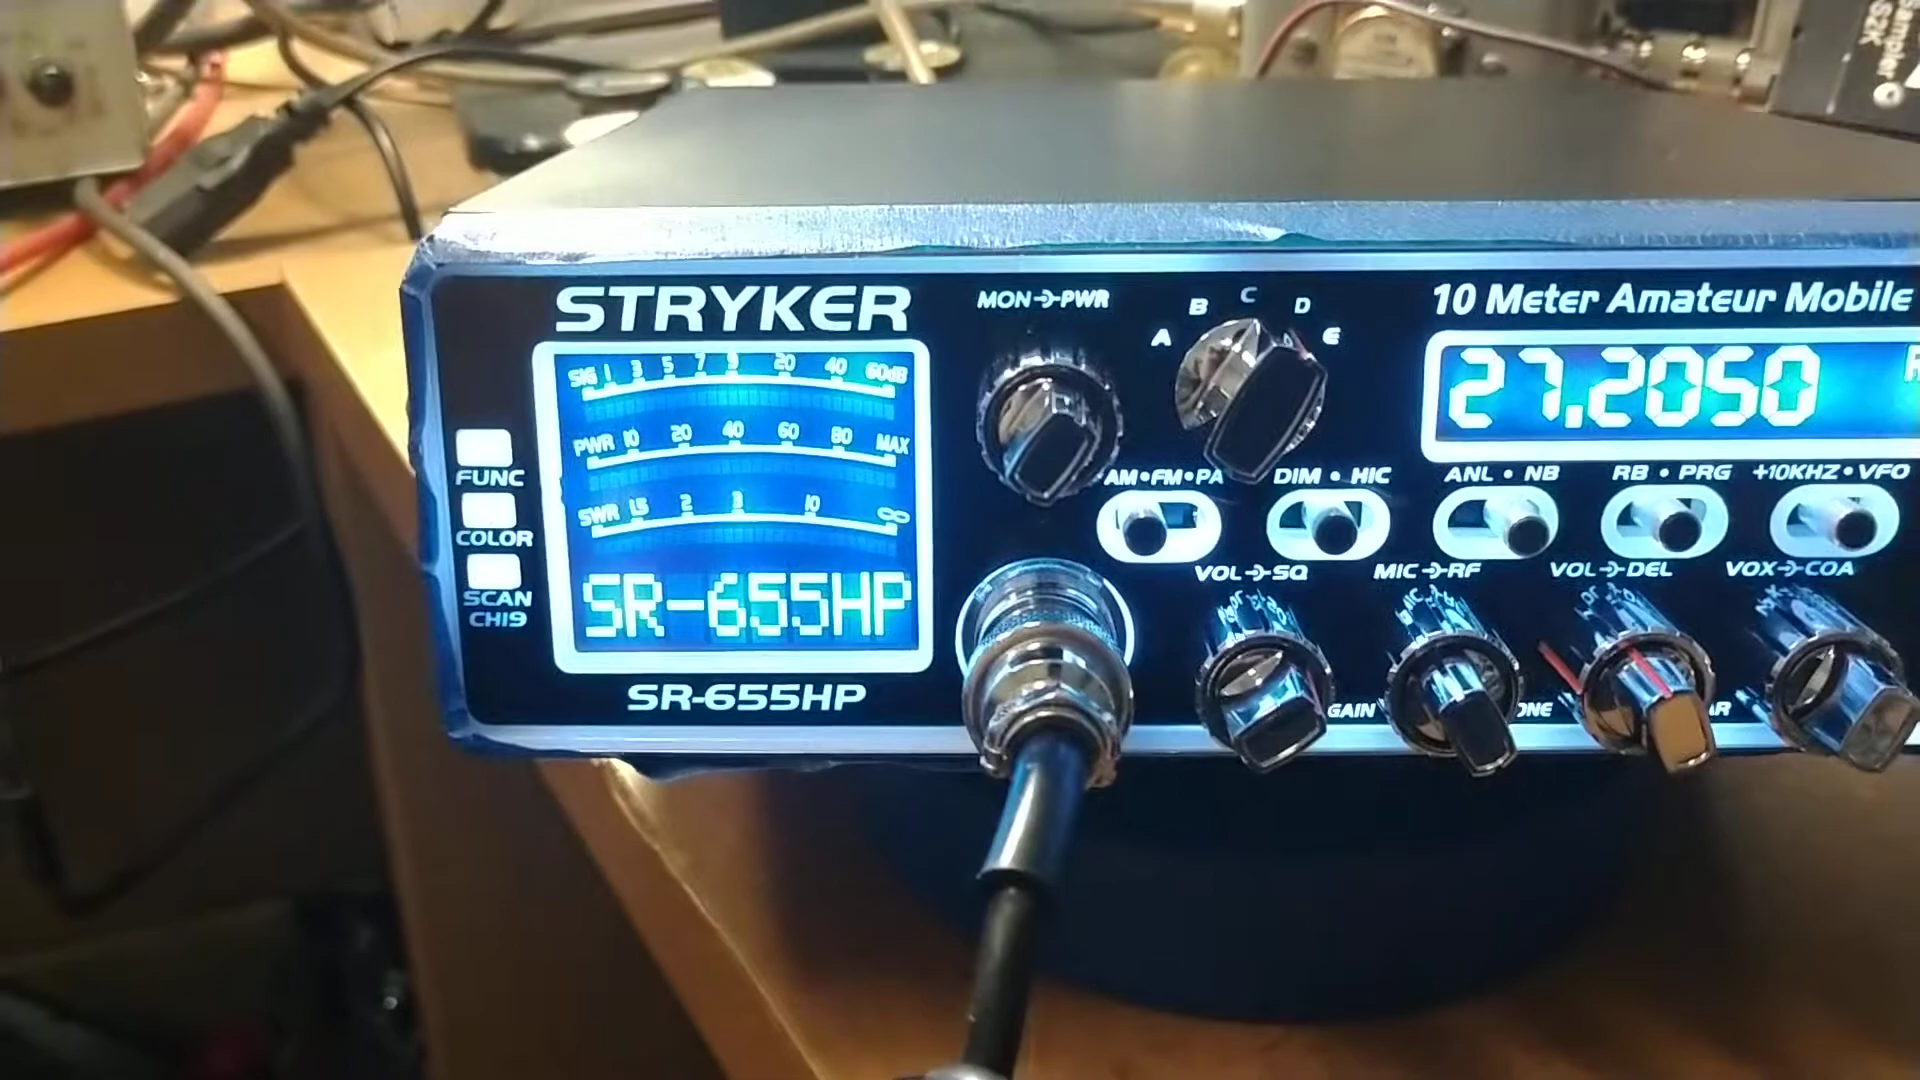 Sampler
S2K
STRYKER
MON PWR
A B C D E
10 Meter Amateur Mobile
SIG 1 3 5 7 9 20 40 60dB
PWR 10 20 40 60 80 MAX
SWR 1.5 2 3 10 ∞
SR-655HP
27.2050
FUNC
COLOR
SCAN
CH19
AM•FM•PA
DIM • HIC
ANL • NB
RB • PRG
+10KHZ•VFO
VOL SQ
MIC RF
VOL DEL
VOX COA
GAIN
SR-655HP